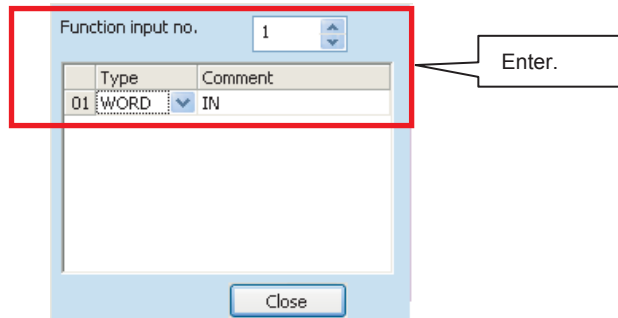 Function input no. 1
Enter.
Type Comment
01 WORD IN
Close